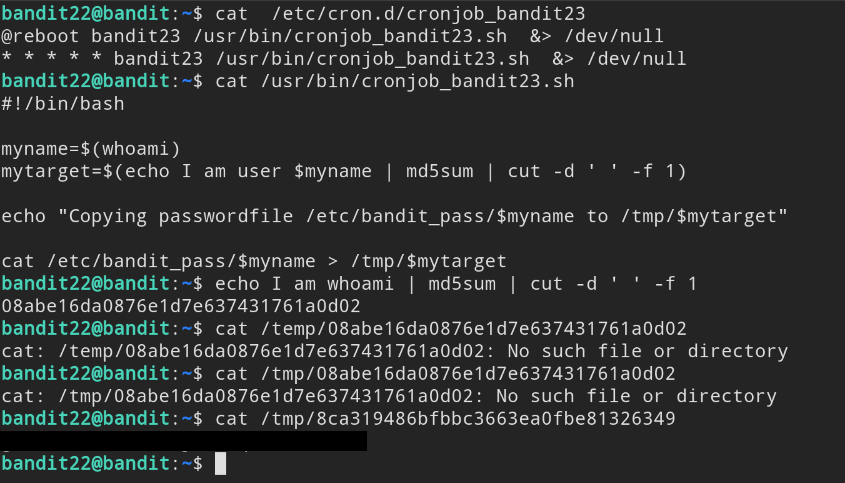 bandit22@bandit:~$ cat  /etc/cron.d/cronjob_bandit23
@reboot bandit23 /usr/bin/cronjob_bandit23.sh  &> /dev/null
* * * * * bandit23 /usr/bin/cronjob_bandit23.sh  &> /dev/null
bandit22@bandit:~$ cat /usr/bin/cronjob_bandit23.sh
#!/bin/bash
myname=$(whoami)
mytarget=$(echo I am user $myname | md5sum | cut -d ' ' -f 1)
echo "Copying passwordfile /etc/bandit_pass/$myname to /tmp/$mytarget"
cat /etc/bandit_pass/$myname > /tmp/$mytarget
bandit22@bandit:~$ echo I am whoami | md5sum | cut -d ' ' -f 1
08abe16da0876e1d7e637431761a0d02
bandit22@bandit:~$ cat /temp/08abe16da0876e1d7e637431761a0d02
cat: /temp/08abe16da0876e1d7e637431761a0d02: No such file or directory
bandit22@bandit:~$ cat /tmp/08abe16da0876e1d7e637431761a0d02
cat: /tmp/08abe16da0876e1d7e637431761a0d02: No such file or directory
bandit22@bandit:~$ cat /tmp/8ca319486bfbbc3663ea0fbe81326349
bandit22@bandit:~$